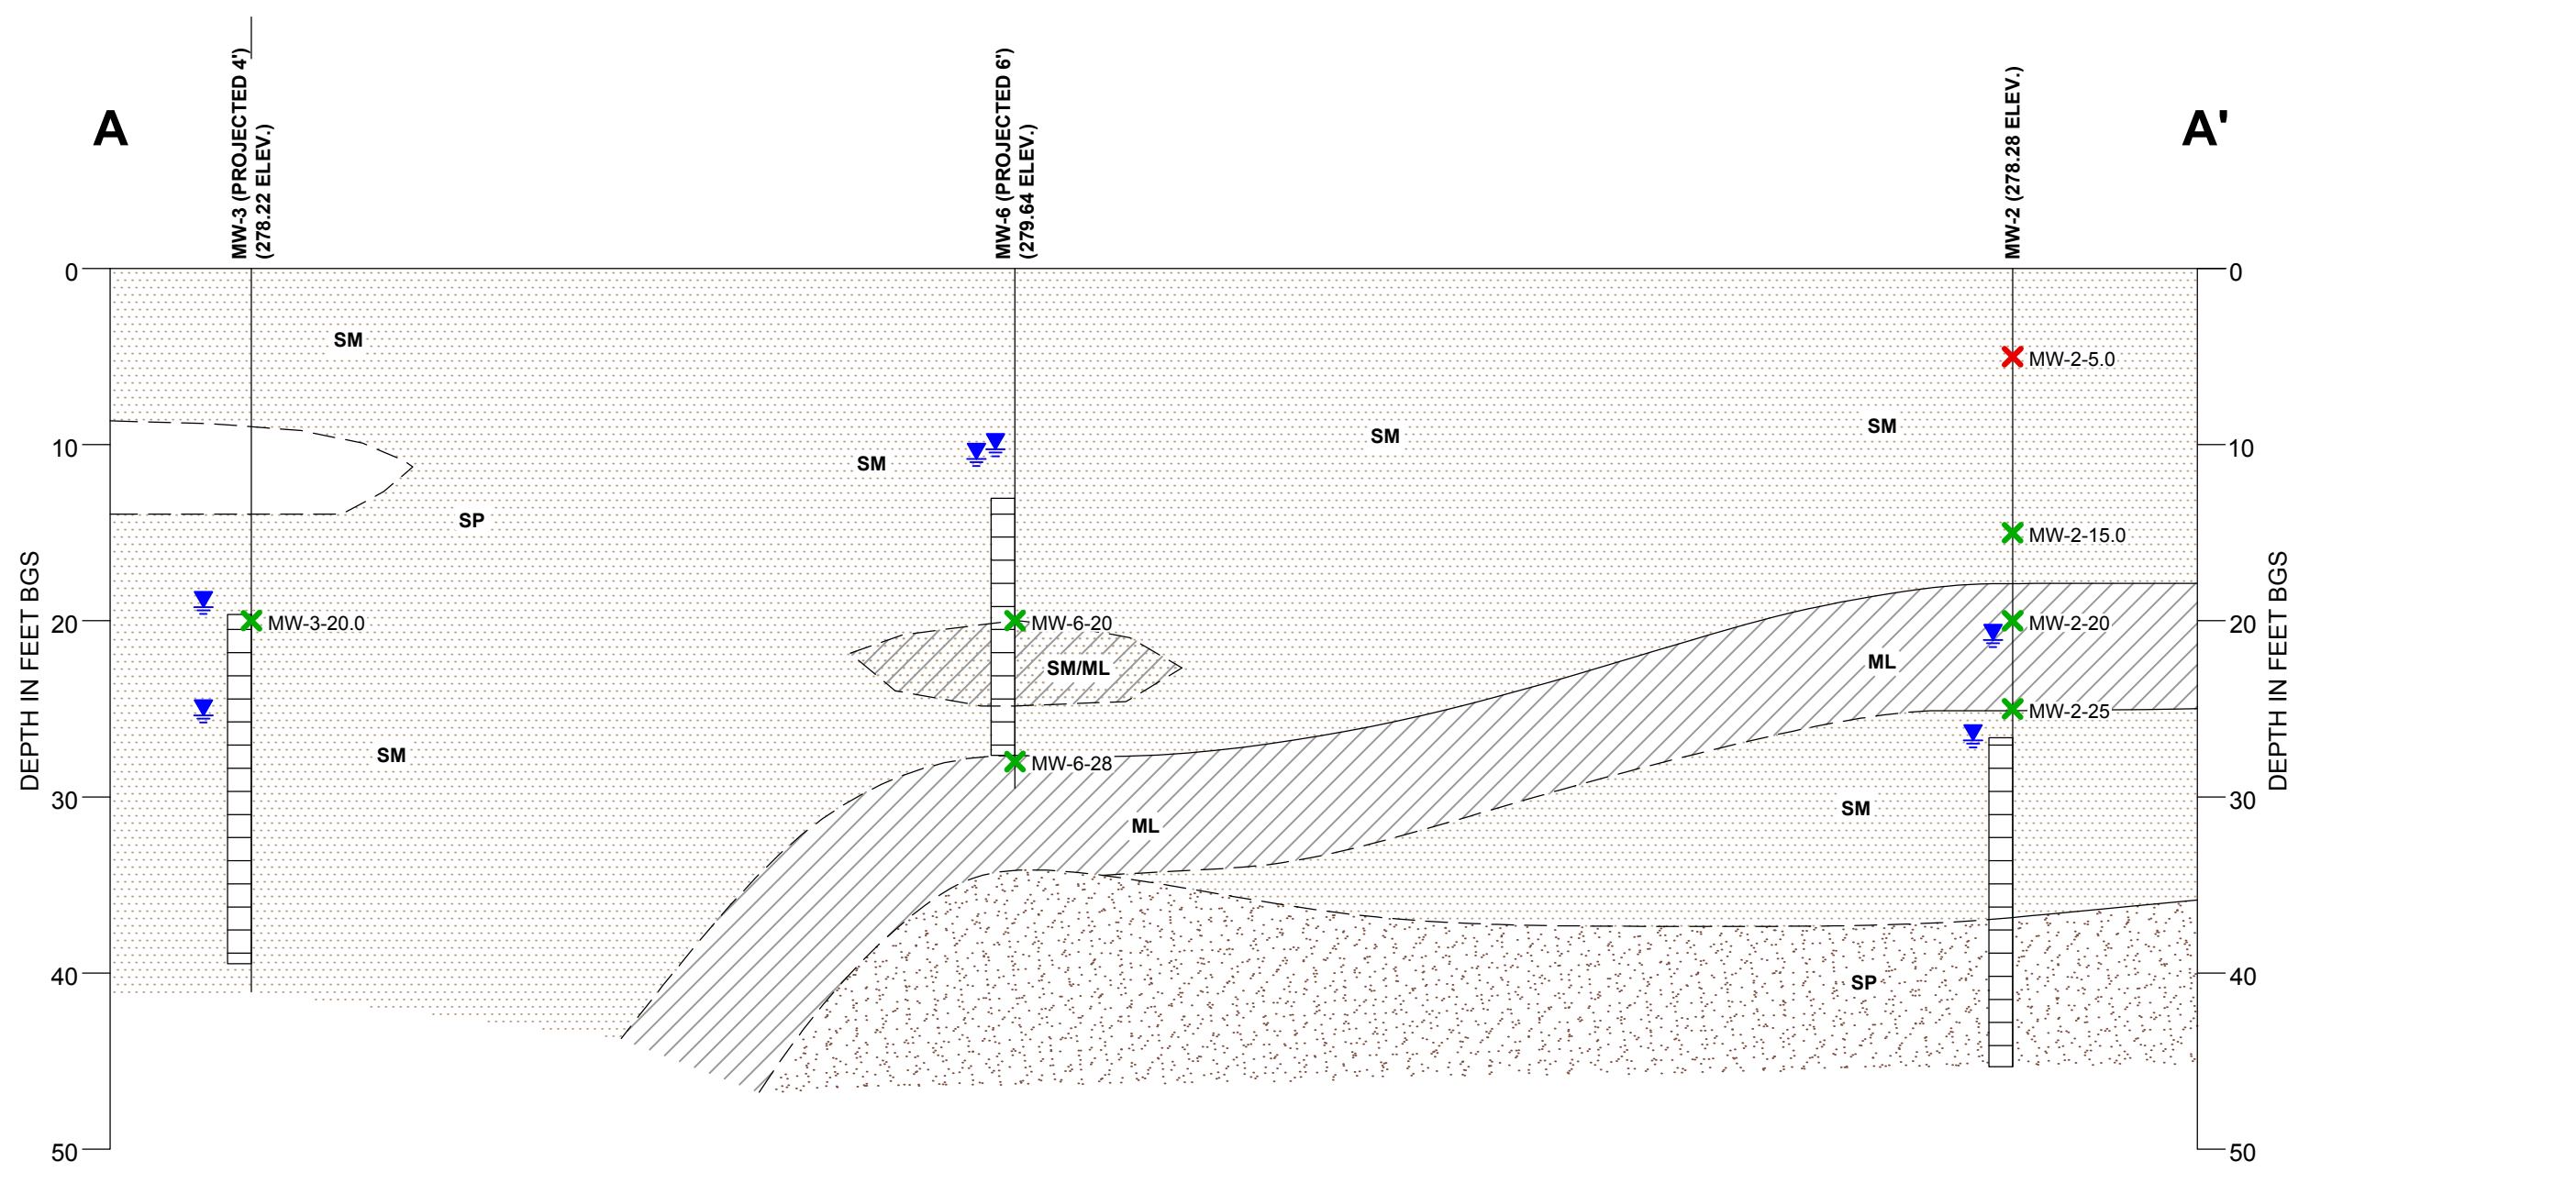 A
MW-3 (PROJECTED 4')
(278.22 ELEV.)
MW-6 (PROJECTED 6')
(279.64 ELEV.)
MW-2 (278.28 ELEV.)
A'
0
0
SM
MW-2-5.0
SM
SM
10
10
SM
SP
MW-2-15.0
DEPTH IN FEET BGS
DEPTH IN FEET BGS
20
MW-3-20.0
MW-6-20
MW-2-20
20
SM/ML
ML
MW-2-25
SM
MW-6-28
30
30
SM
ML
40
40
SP
50
50